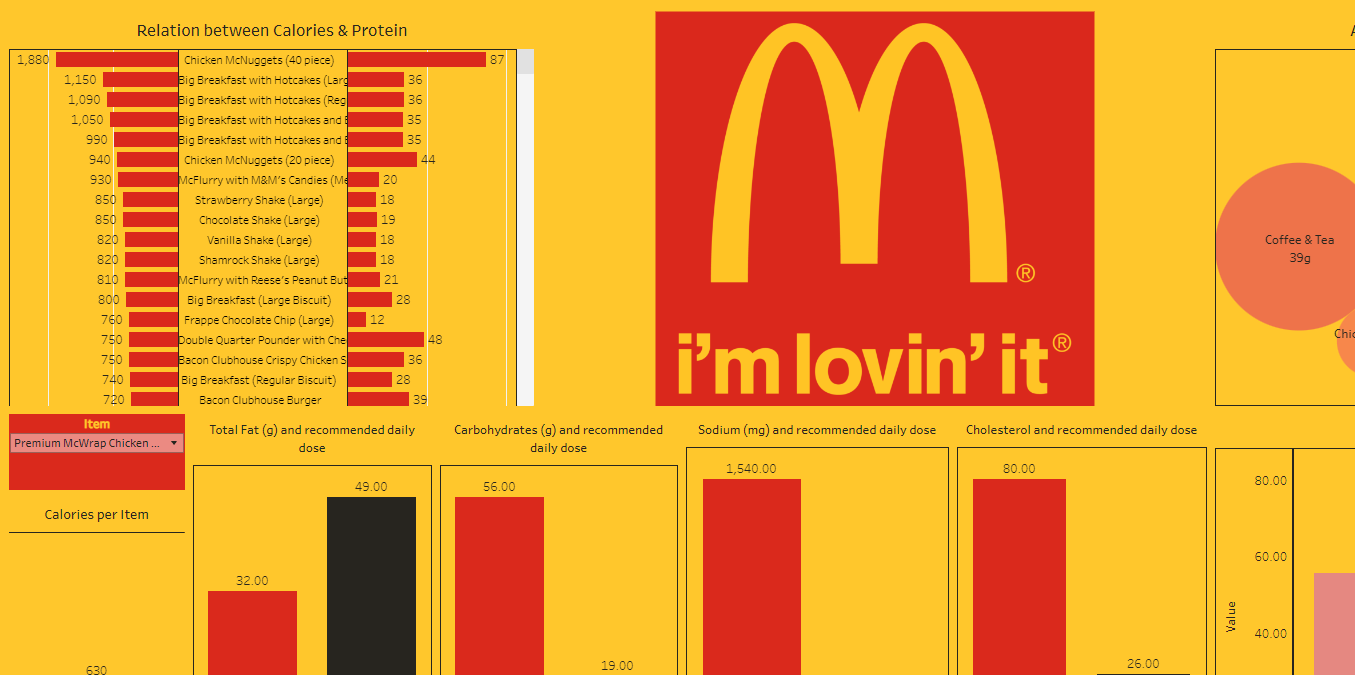 Relation between Calories & Protein
1,880 Chicken McNuggets (40 piece) 87
1,150 Big Breakfast with Hotcakes (Larg 36
1,090 Big Breakfast with Hotcakes (Reg 36
1,050 Big Breakfast with Hotcakes and E 35
990 Big Breakfast with Hotcakes and E 35
940 Chicken McNuggets (20 piece) 44
930 McFlurry with M&M's Candies (Me 20
850 Strawberry Shake (Large) 18
850 Chocolate Shake (Large) 19
820 Vanilla Shake (Large) 18
820 Shamrock Shake (Large) 18
810 McFlurry with Reese's Peanut But 21
800 Big Breakfast (Large Biscuit) 28
760 Frappe Chocolate Chip (Large) 12
750 Double Quarter Pounder with Che 48
750 Bacon Clubhouse Crispy Chicken S 36
740 Big Breakfast (Regular Biscuit) 28
720 Bacon Clubhouse Burger 39
®
i'm lovin' it®
A
Coffee & Tea
39g
Chic
Item
Premium McWrap Chicken ...
Calories per Item
630
Total Fat (g) and recommended daily
dose
49.00
32.00
Carbohydrates (g) and recommended
daily dose
56.00
19.00
Sodium (mg) and recommended daily dose
1,540.00
Cholesterol and recommended daily dose
80.00
26.00
80.00
60.00
40.00
Value